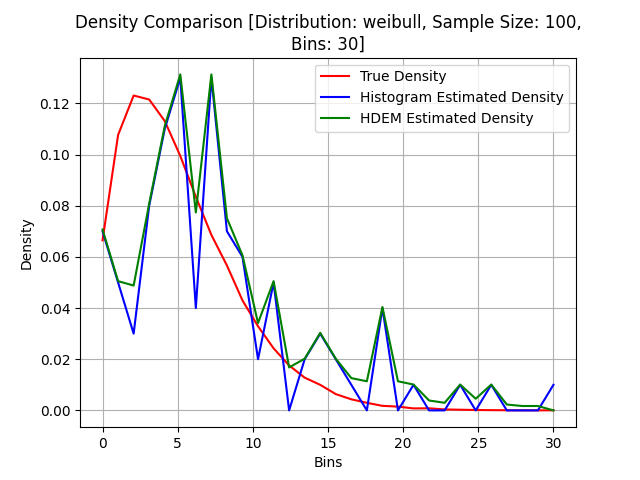 Density Comparison [Distribution: weibull, Sample Size: 100,
Bins: 30]
True Density
Histogram Estimated Density
HDEM Estimated Density
Density
0.12
0.10
0.08
0.06
0.04
0.02
0.00
0 5 10 15 20 25 30
Bins